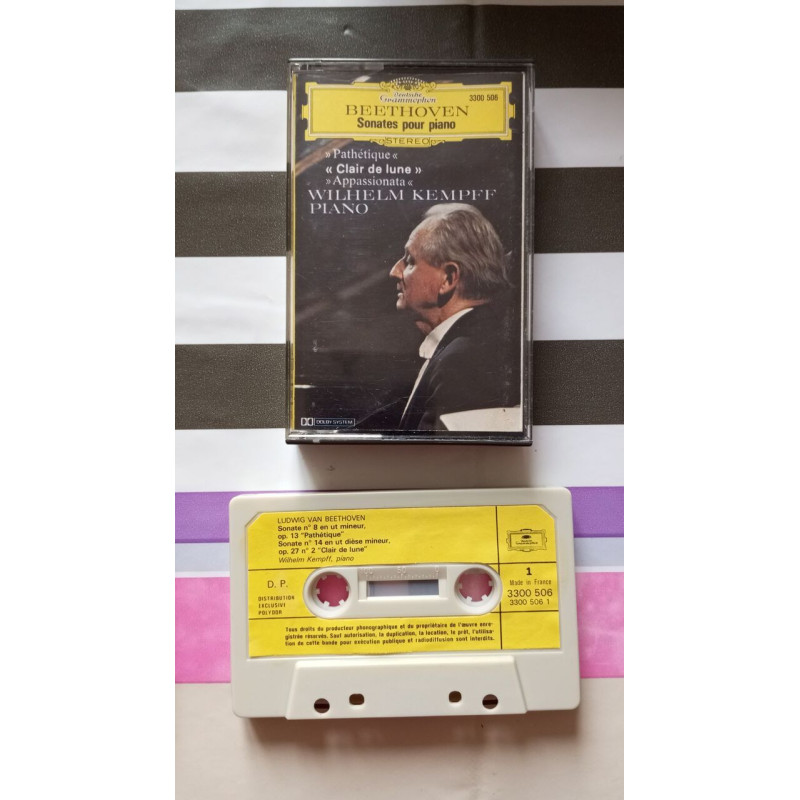 Deutsche
Grammophon
3300 506
BEETHOVEN
Sonates pour piano
STEREO
»Pathétique«
« Clair de lune »
»Appassionata«
WILHELM KEMPFF
PIANO
DOLBY SYSTEM
LUDWIG VAN BEETHOVEN
Sonate n° 8 en ut mineur,
op. 13 "Pathétique"
Sonate n° 14 en ut dièse mineur,
op. 27 n° 2 "Clair de lune"
Wilhelm Kempff, piano
D. P.
DISTRIBUTION
EXCLUSIVE
POLYDOR
1
Made in France
3300 506
3300 506 1
Tous droits du producteur phonographique et du propriétaire de l'œuvre enre-
gistrée réservés. Sauf autorisation, la duplication, la location, le prêt, l'utilisa-
tion de cette bande pour exécution publique et radiodiffusion sont interdits.